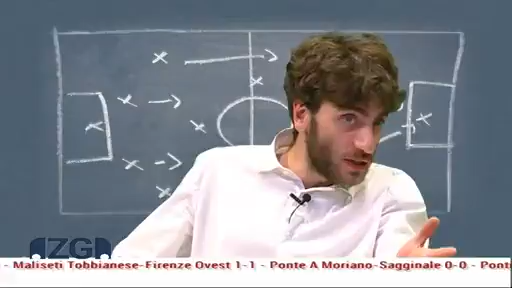 ZG
- Maliseti Tobbianese-Firenze Ovest 1-1 - Ponte A Moriano-Sagginale 0-0 - Pont